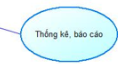 Thống kê, báo cáo